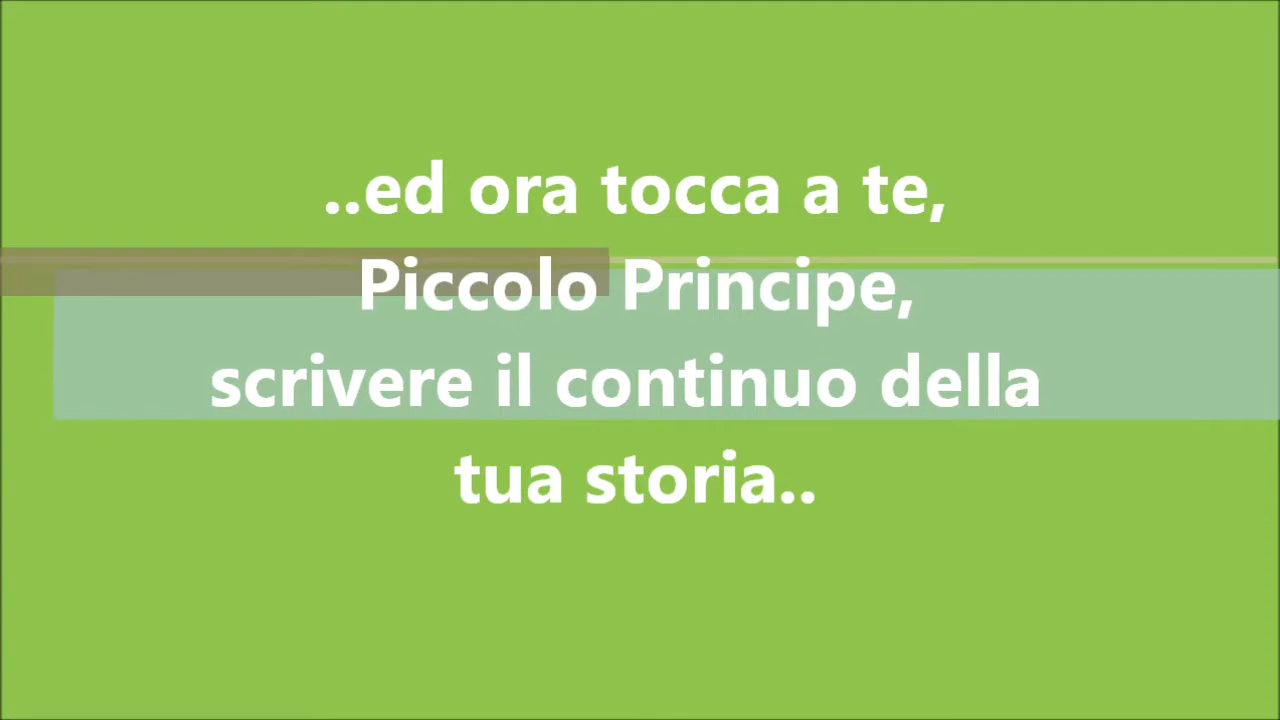 ..ed ora tocca a te,
Piccolo Principe,
scrivere il continuo della
tua storia..